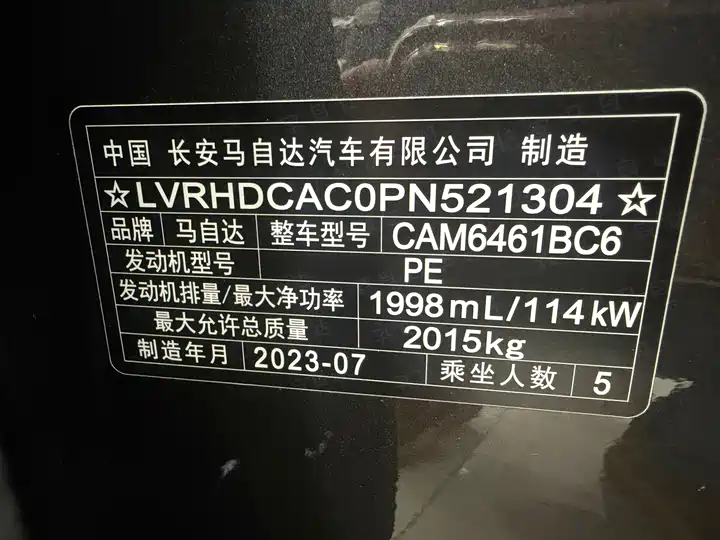 中国 长安马自达汽车有限公司 制造
☆LVRHDCAC0PN521304☆
品牌 马自达 整车型号 CAM6461BC6
发动机型号 PE
发动机排量/最大净功率 1998mL/114kW
最大允许总质量 2015kg
制造年月 2023-07 乘坐人数 5